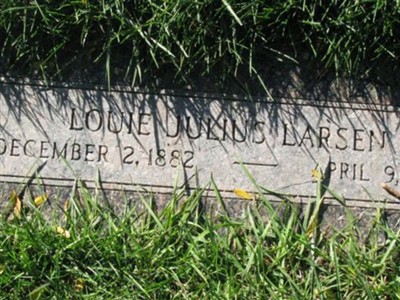 LOUIE JULIUS LARSEN
DECEMBER 2, 1882 — PRIL 9,